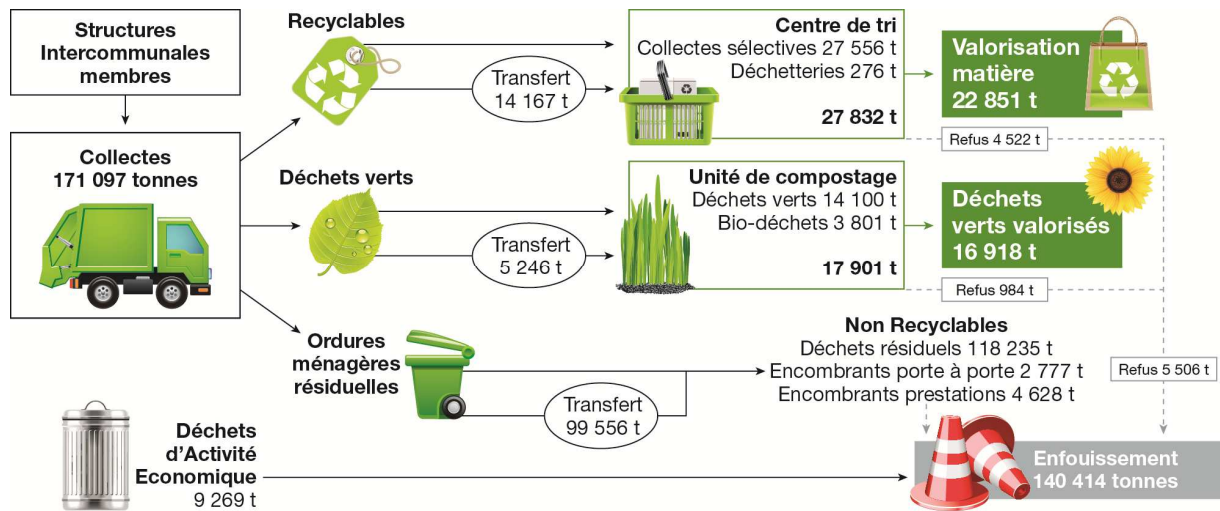 Structures
Intercommunales
membres
Collectes
171 097 tonnes
Recyclables
Transfert
14 167 t
Centre de tri
Collectes sélectives 27 556 t
Déchetteries 276 t
27 832 t
Valorisation
matière
22 851 t
Refus 4 522 t
Déchets verts
Transfert
5 246 t
Unité de compostage
Déchets verts 14 100 t
Bio-déchets 3 801 t
17 901 t
Déchets
verts valorisés
16 918 t
Refus 984 t
Ordures
ménagères
résiduelles
Transfert
99 556 t
Non Recyclables
Déchets résiduels 118 235 t
Encombrants porte à porte 2 777 t
Encombrants prestations 4 628 t
Refus 5 506 t
Déchets
d'Activité
Economique
9 269 t
Enfouissement
140 414 tonnes